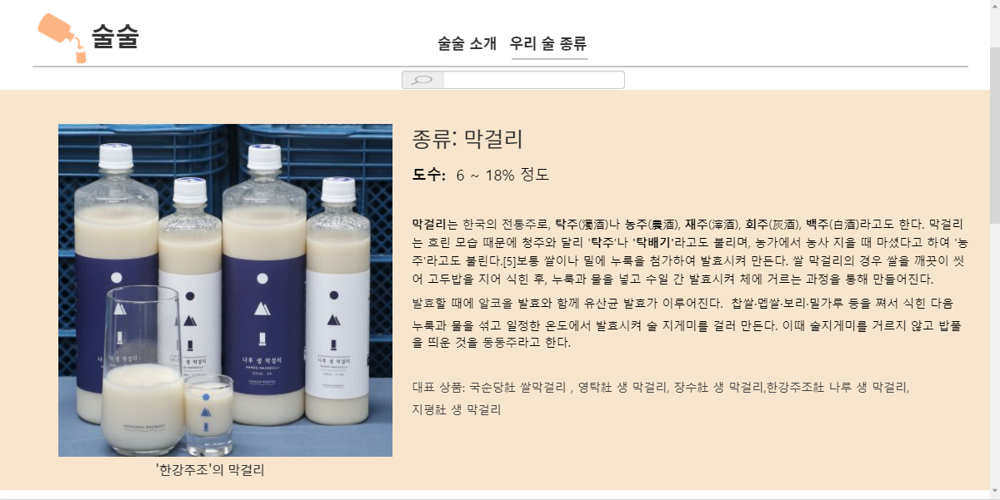 술술
술술 소개 우리 술 종류
종류: 막걸리
도수: 6 ~ 18% 정도
막걸리는 한국의 전통주로, 탁주(濁酒)나 농주(農酒), 재주(滓酒), 회주(灰酒), 백주(白酒)라고도 한다. 막걸리
는 흐린 모습 때문에 청주와 달리 '탁주'나 '탁배기'라고도 불리며, 농가에서 농사 지을 때 마셨다고 하여 '농
주'라고도 불린다.[5]보통 쌀이나 밀에 누룩을 첨가하여 발효시켜 만든다. 쌀 막걸리의 경우 쌀을 깨끗이 씻
어 고두밥을 지어 식힌 후, 누룩과 물을 넣고 수일 간 발효시켜 체에 거르는 과정을 통해 만들어진다.
발효할 때에 알코올 발효와 함께 유산균 발효가 이루어진다. 찹쌀·멥쌀·보리·밀가루 등을 쪄서 식힌 다음
누룩과 물을 섞고 일정한 온도에서 발효시켜 술 지게미를 걸러 만든다. 이때 술지게미를 거르지 않고 밥풀
을 띄운 것을 동동주라고 한다.
대표 상품: 국순당社 쌀막걸리 , 영탁社 생 막걸리, 장수社 생 막걸리,한강주조社 나루 생 막걸리,
지평社 생 막걸리
나루 생 막걸리
나루 생 막걸리
HANGANG BREWERY
'한강주조'의 막걸리